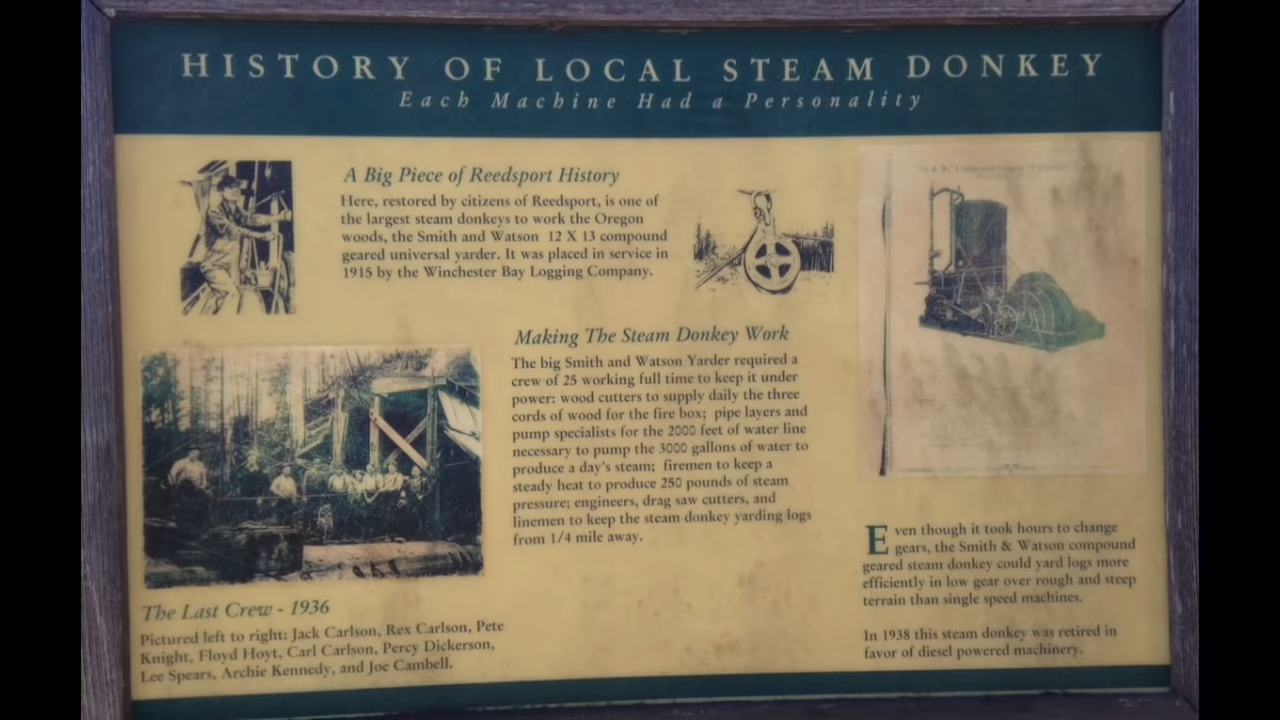 HISTORY OF LOCAL STEAM DONKEY
Each Machine Had a Personality
A Big Piece of Reedsport History
Here, restored by citizens of Reedsport, is one of
the largest steam donkeys to work the Oregon
woods, the Smith and Watson 12 X 13 compound
geared universal yarder. It was placed in service in
1915 by the Winchester Bay Logging Company.
Making The Steam Donkey Work
The big Smith and Watson Yarder required a
crew of 25 working full time to keep it under
power: wood cutters to supply daily the three
cords of wood for the fire box; pipe layers and
pump specialists for the 2000 feet of water line
necessary to pump the 3000 gallons of water to
produce a day's steam; firemen to keep a
steady heat to produce 250 pounds of steam
pressure; engineers, drag saw cutters, and
linemen to keep the steam donkey yarding logs
from 1/4 mile away.
The Last Crew - 1936
Pictured left to right: Jack Carlson, Rex Carlson, Pete
Knight, Floyd Hoyt, Carl Carlson, Percy Dickerson,
Lee Spears, Archie Kennedy, and Joe Cambell.
Even though it took hours to change
gears, the Smith & Watson compound
geared steam donkey could yard logs more
efficiently in low gear over rough and steep
terrain than single speed machines.
In 1938 this steam donkey was retired in
favor of diesel powered machinery.